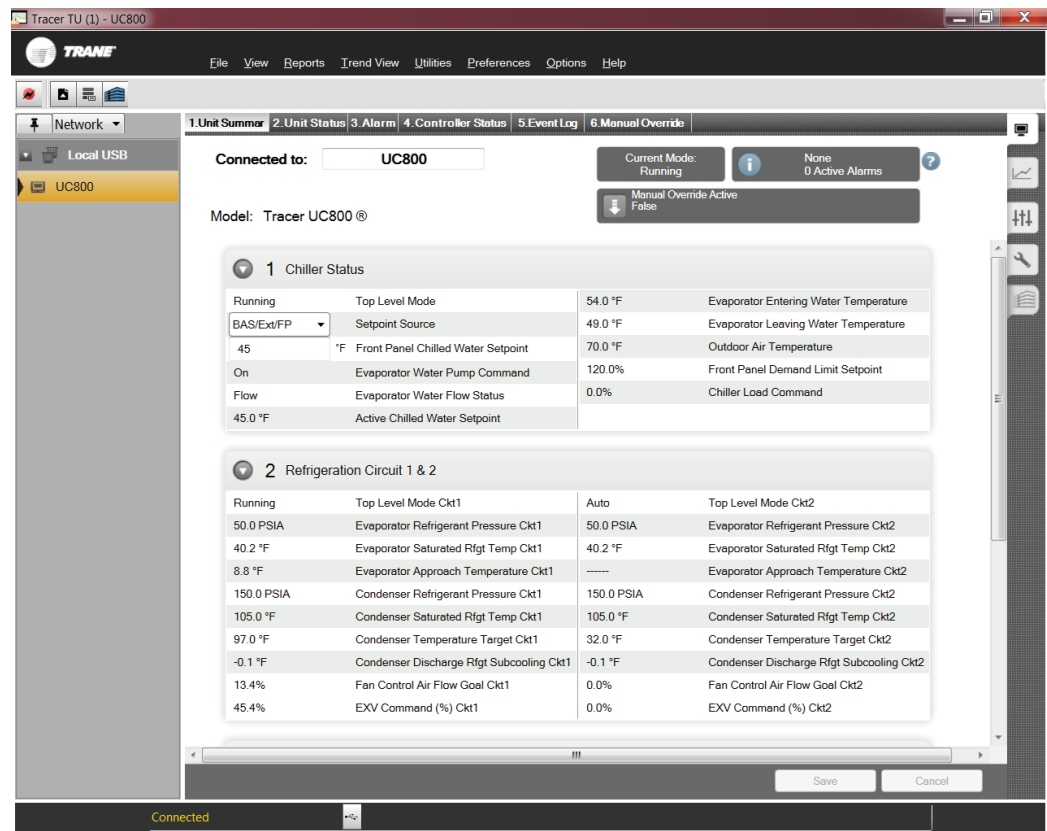 Tracer TU (1) - UC800
TRANE
File View Reports Trend View Utilities Preferences Options Help
Network
1.Unit Summar 2.Unit Status 3.Alarm 4.Controller Status 5.Event Log 6.Manual Override
Local USB
UC800
Connected to: UC800
Current Mode:
Running
None
0 Active Alarms
Manual Override Active
False
Model: Tracer UC800 ®
1 Chiller Status
Running Top Level Mode 54.0 °F Evaporator Entering Water Temperature
BAS/Ext/FP Setpoint Source 49.0 °F Evaporator Leaving Water Temperature
45 °F Front Panel Chilled Water Setpoint 70.0 °F Outdoor Air Temperature
On Evaporator Water Pump Command 120.0% Front Panel Demand Limit Setpoint
Flow Evaporator Water Flow Status 0.0% Chiller Load Command
45.0 °F Active Chilled Water Setpoint
2 Refrigeration Circuit 1 & 2
Running Top Level Mode Ckt1 Auto Top Level Mode Ckt2
50.0 PSIA Evaporator Refrigerant Pressure Ckt1 50.0 PSIA Evaporator Refrigerant Pressure Ckt2
40.2 °F Evaporator Saturated Rfgt Temp Ckt1 40.2 °F Evaporator Saturated Rfgt Temp Ckt2
8.8 °F Evaporator Approach Temperature Ckt1 ------ Evaporator Approach Temperature Ckt2
150.0 PSIA Condenser Refrigerant Pressure Ckt1 150.0 PSIA Condenser Refrigerant Pressure Ckt2
105.0 °F Condenser Saturated Rfgt Temp Ckt1 105.0 °F Condenser Saturated Rfgt Temp Ckt2
97.0 °F Condenser Temperature Target Ckt1 32.0 °F Condenser Temperature Target Ckt2
-0.1 °F Condenser Discharge Rfgt Subcooling Ckt1 -0.1 °F Condenser Discharge Rfgt Subcooling Ckt2
13.4% Fan Control Air Flow Goal Ckt1 0.0% Fan Control Air Flow Goal Ckt2
45.4% EXV Command (%) Ckt1 0.0% EXV Command (%) Ckt2
Save Cancel
Connected